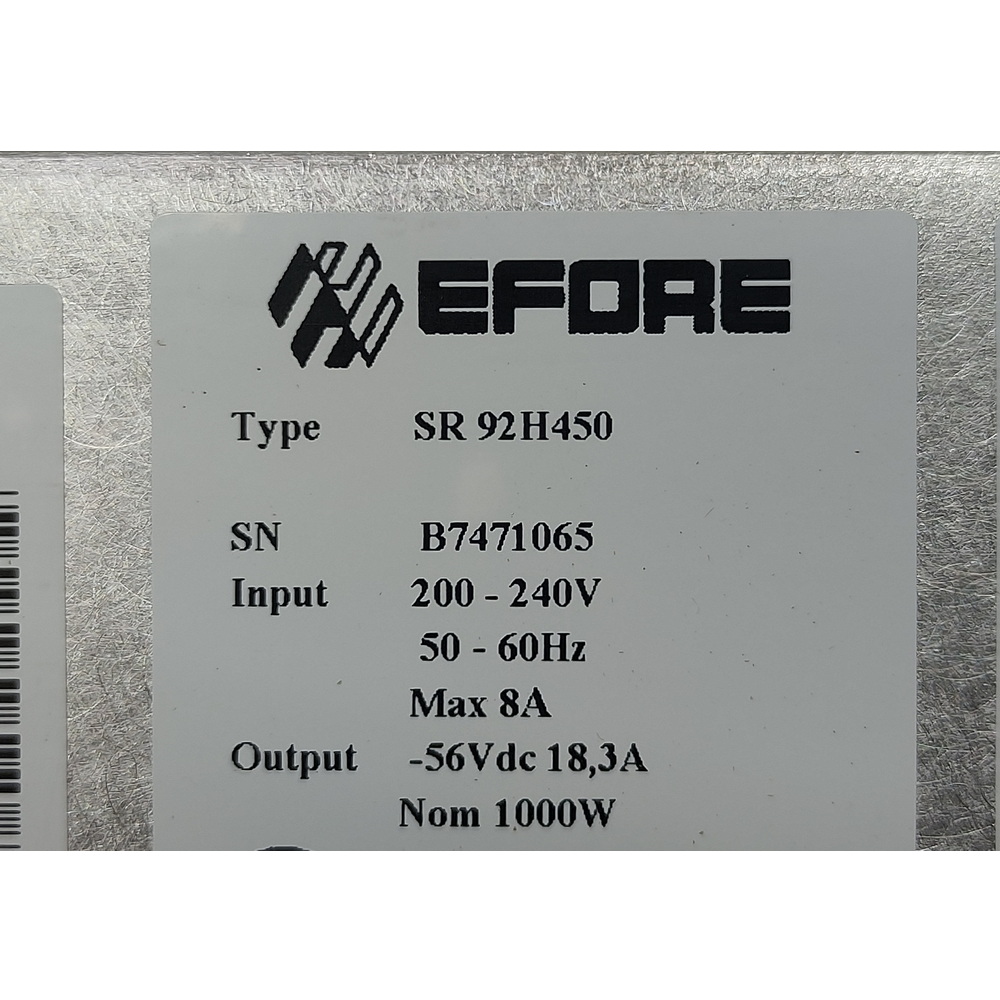 EFORE
Type SR 92H450
SN B7471065
Input 200 - 240V
50 - 60Hz
Max 8A
Output -56Vdc 18,3A
Nom 1000W